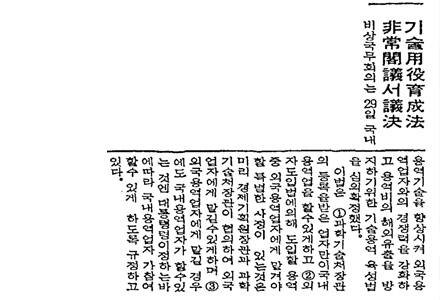 기술用役育成法
非常閣議서議決
비상국무회의는 29일 국내
용역기술을 향상시켜 외국용
역업자와의 경쟁력을 강화하
고 용역비의 해외유출을 방
지하기위한 기술용역 육성법
을 심의확정했다。
이법은 ①과학기술처장관
의 등록을받은 업자만이국내
용역업을 할수있게하고 ②외
자도입법에의해 도입할 용역
중 외국용역업자에게 맡겨야
할 특별한 사정이 있는것은
미리 경제기획원장관과 과학
기술처장관이 협의하여 외국
업자에게 맡길수있게하며 ③
외국용역업자에게 맡길 경우
에도 국내용역업자가 할수있
는 것엔 대통령령이정하는바
에따라 국내용역업자가 참여
할수 있게 하도록 규정하고
있다。